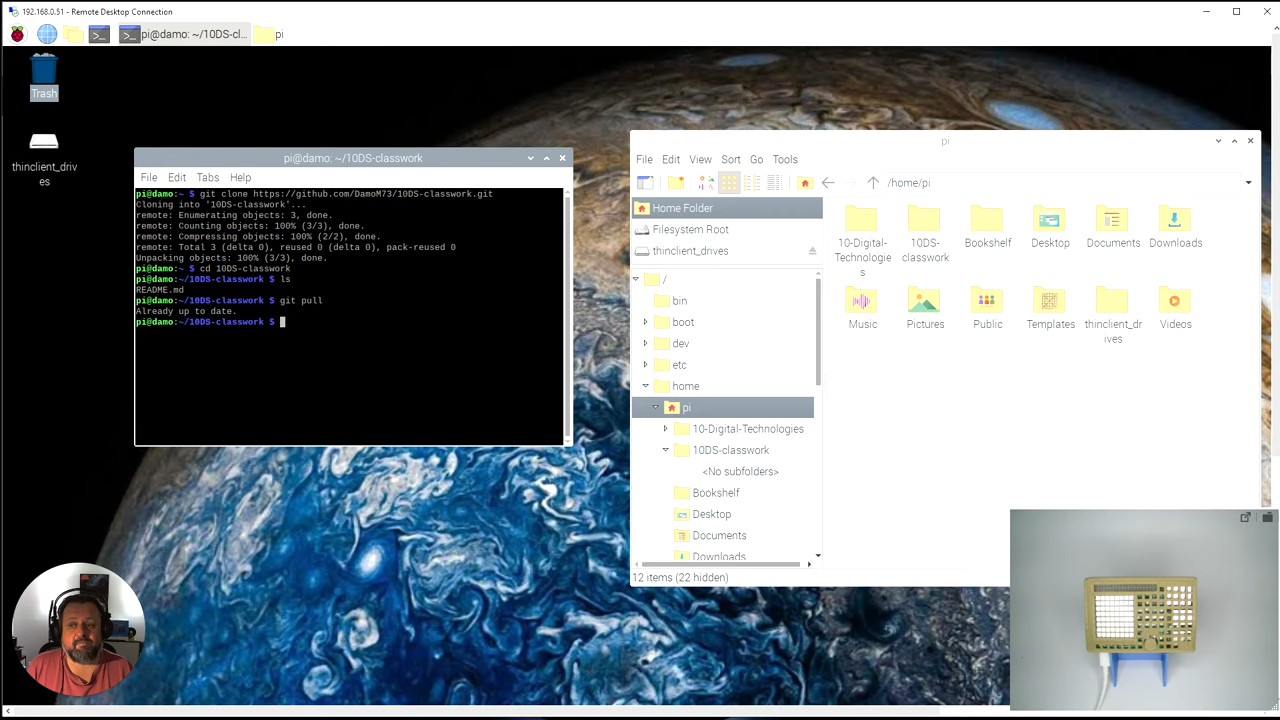 192.168.0.51 - Remote Desktop Connection
pi@damo: ~/10DS-cl...
pi
Trash
thinclient_driv
es
pi@damo: ~/10DS-classwork
File Edit Tabs Help
pi@damo:~ $ git clone https://github.com/DamoM73/10DS-classwork.git
Cloning into '10DS-classwork'...
remote: Enumerating objects: 3, done.
remote: Counting objects: 100% (3/3), done.
remote: Compressing objects: 100% (2/2), done.
remote: Total 3 (delta 0), reused 0 (delta 0), pack-reused 0
Unpacking objects: 100% (3/3), done.
pi@damo:~ $ cd 10DS-classwork
pi@damo:~/10DS-classwork $ ls
README.md
pi@damo:~/10DS-classwork $ git pull
Already up to date.
pi@damo:~/10DS-classwork $
pi
File Edit View Sort Go Tools
/home/pi
Home Folder
Filesystem Root
thinclient_drives
/
bin
boot
dev
etc
home
pi
10-Digital-Technologies
10DS-classwork
<No subfolders>
Bookshelf
Desktop
Documents
Downloads
10-Digital-
Technologie
s
10DS-
classwork
Bookshelf
Desktop
Documents
Downloads
Music
Pictures
Public
Templates
thinclient_dr
ives
Videos
12 items (22 hidden)